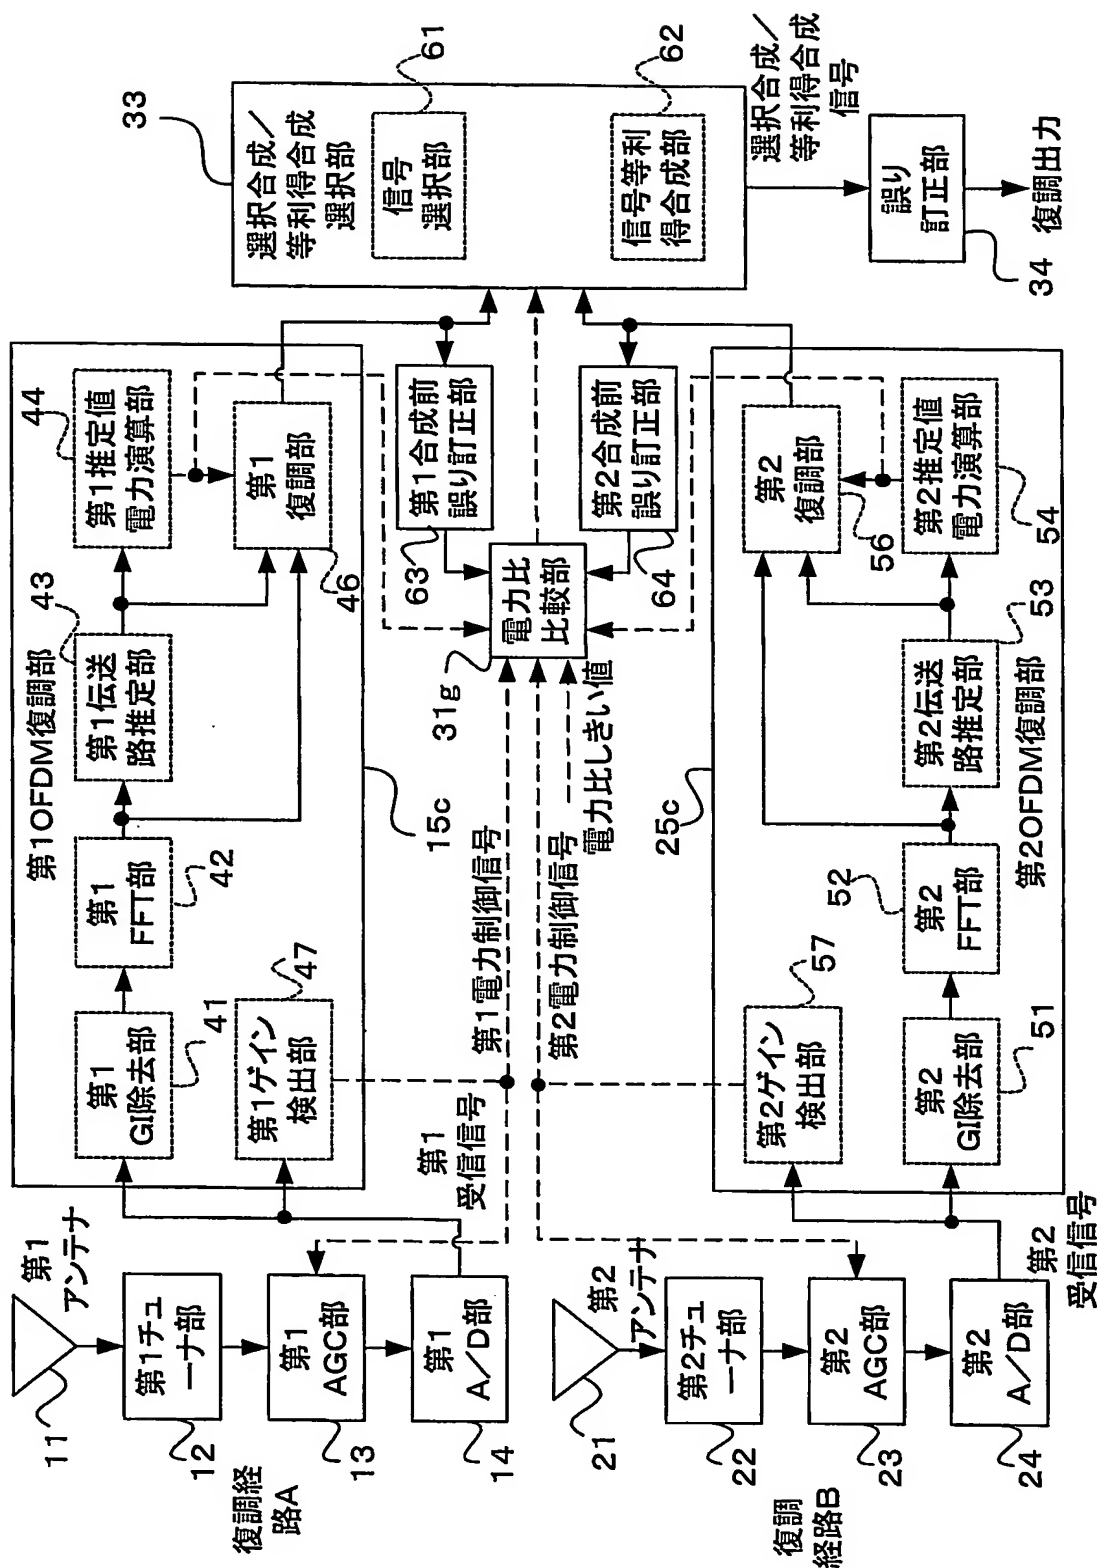 復調経
路A
11
第1
アンテナ
12
第1チュ
ーナ部
13
第1
AGC部
14
第1
A/D部
第1
受信信号
第1OFDM復調部
15c
41
第1
GI除去部
42
第1
FFT部
43
第1伝送
路推定部
44
第1推定値
電力演算部
46
第1
復調部
47
第1ゲイン
検出部
第1電力制御信号
第2電力制御信号
電力比しきい値
31g
電力比
比較部
63
第1合成前
誤り訂正部
64
第2合成前
誤り訂正部
33
選択合成/
等利得合成
選択部
61
信号
選択部
62
信号等利
得合成部
選択合成/
等利得合成
信号
34
誤り
訂正部
復調出力
復調
経路B
21
第2
アンテナ
22
第2チュ
ーナ部
23
第2
AGC部
24
第2
A/D部
第2
受信信号
25c
第2OFDM復調部
57
第2ゲイン
検出部
51
第2
GI除去部
52
第2
FFT部
53
第2伝送
路推定部
54
第2推定値
電力演算部
56
第2
復調部